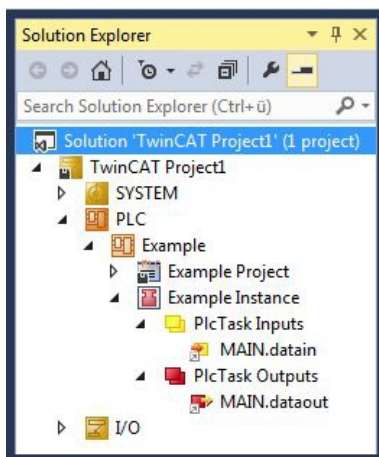 Solution Explorer
Search Solution Explorer (Ctrl+ü)
Solution 'TwinCAT Project1' (1 project)
TwinCAT Project1
SYSTEM
PLC
Example
Example Project
Example Instance
PlcTask Inputs
MAIN.datain
PlcTask Outputs
MAIN.dataout
I/O